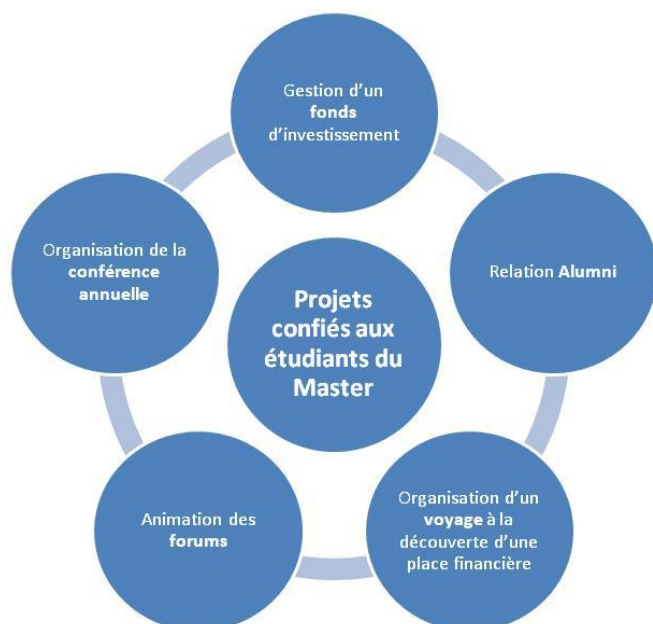 Gestion d'un
fonds
d'investissement
Organisation de la
conférence
annuelle
Relation Alumni
Projets
confiés aux
étudiants du
Master
Animation des
forums
Organisation d'un
voyage à la
découverte d'une
place financière